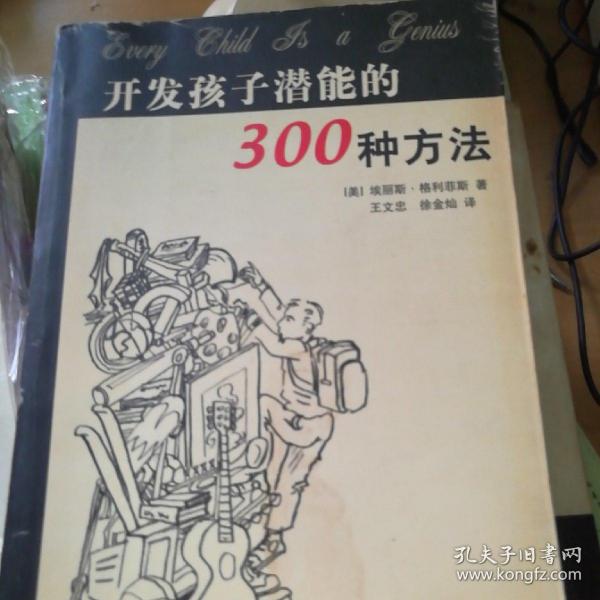 Every Child Is a Genius
开发孩子潜能的
300种方法
[美] 埃丽斯·格利菲斯 著
王文忠 徐金灿 译
孔夫子旧书网
www.kongfz.com